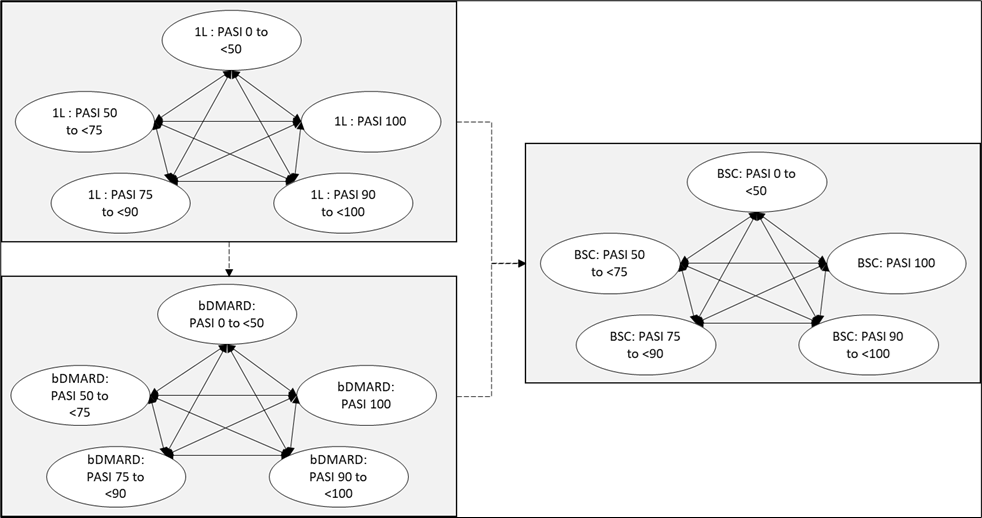 1L : PASI 0 to
<50
1L : PASI 50
to <75
1L : PASI 100
1L : PASI 75
to <90
1L : PASI 90
to <100
bDMARD:
PASI 0 to <50
bDMARD:
PASI 50 to
<75
bDMARD:
PASI 100
bDMARD:
PASI 75 to
<90
bDMARD:
PASI 90 to
<100
BSC: PASI 0 to
<50
BSC: PASI 50
to <75
BSC: PASI 100
BSC: PASI 75
to <90
BSC: PASI 90
to <100